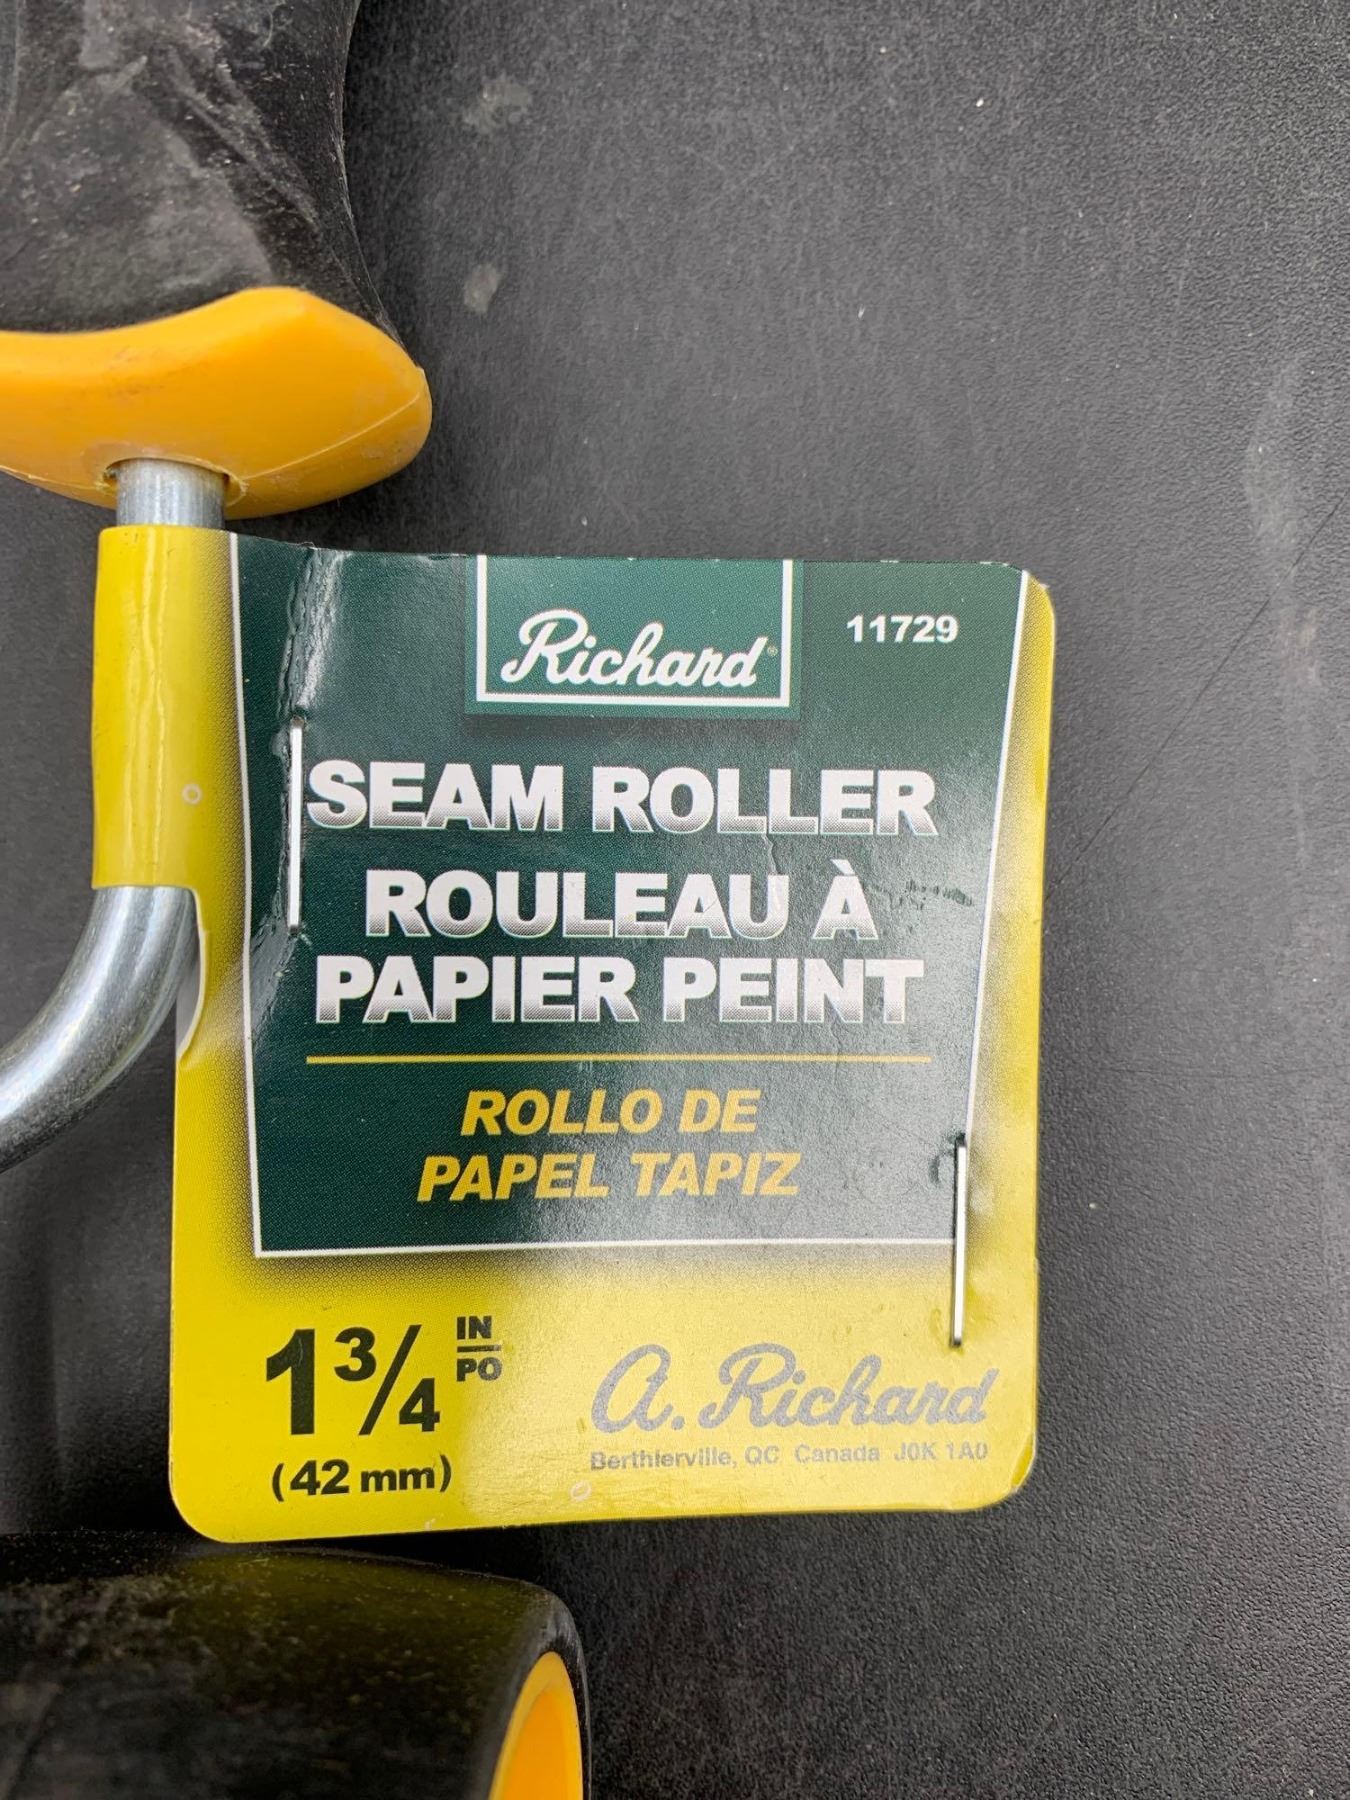 Richard®
11729
SEAM ROLLER
ROULEAU À
PAPIER PEINT
ROLLO DE
PAPEL TAPIZ
1 3/4 IN
PO
(42 mm)
A. Richard
Berthierville, QC Canada J0K 1A0